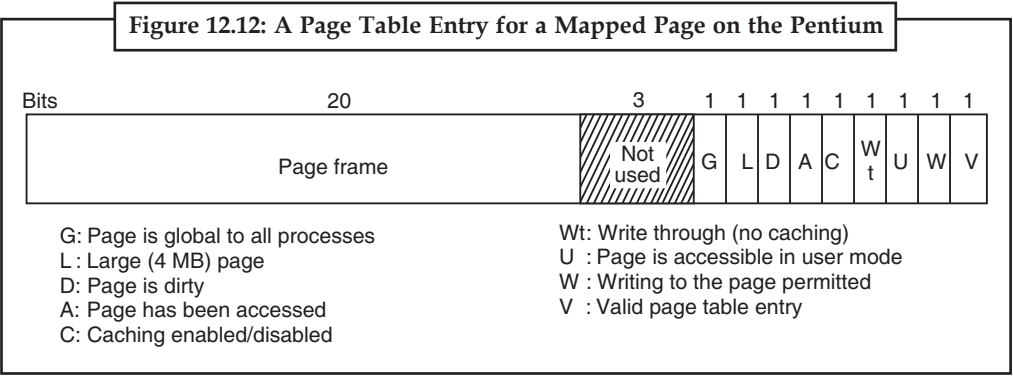 Figure 12.12: A Page Table Entry for a Mapped Page on the Pentium
Bits 20 3 1 1 1 1 1 1 1 1 1
Page frame Not used G L D A C Wt U W V
G: Page is global to all processes
L : Large (4 MB) page
D: Page is dirty
A: Page has been accessed
C: Caching enabled/disabled
Wt: Write through (no caching)
U : Page is accessible in user mode
W : Writing to the page permitted
V : Valid page table entry